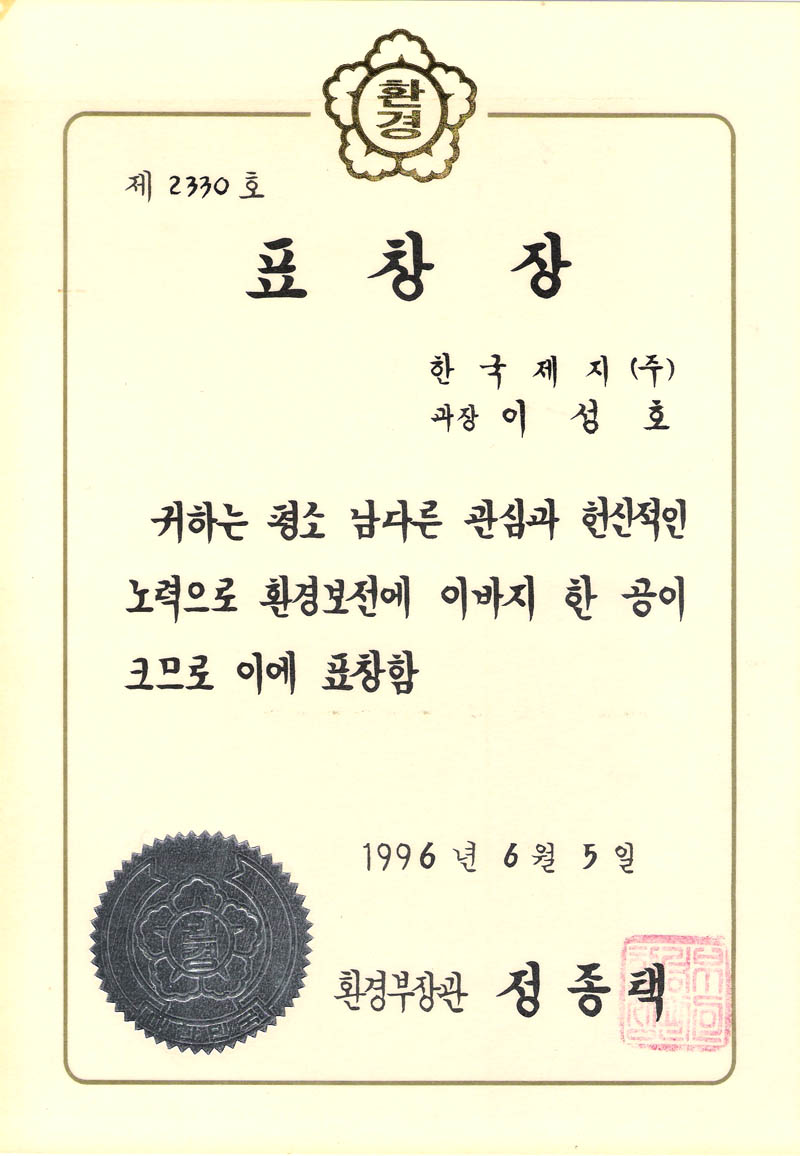 환경
제 2330 호
표 창 장
한 국 제 지 (주)
과장 이 성 호
귀하는 평소 남다른 관심과 헌신적인
노력으로 환경보전에 이바지 한 공이
크므로 이에 표창함
1996 년 6 월 5 일
환경부장관 정 종 택